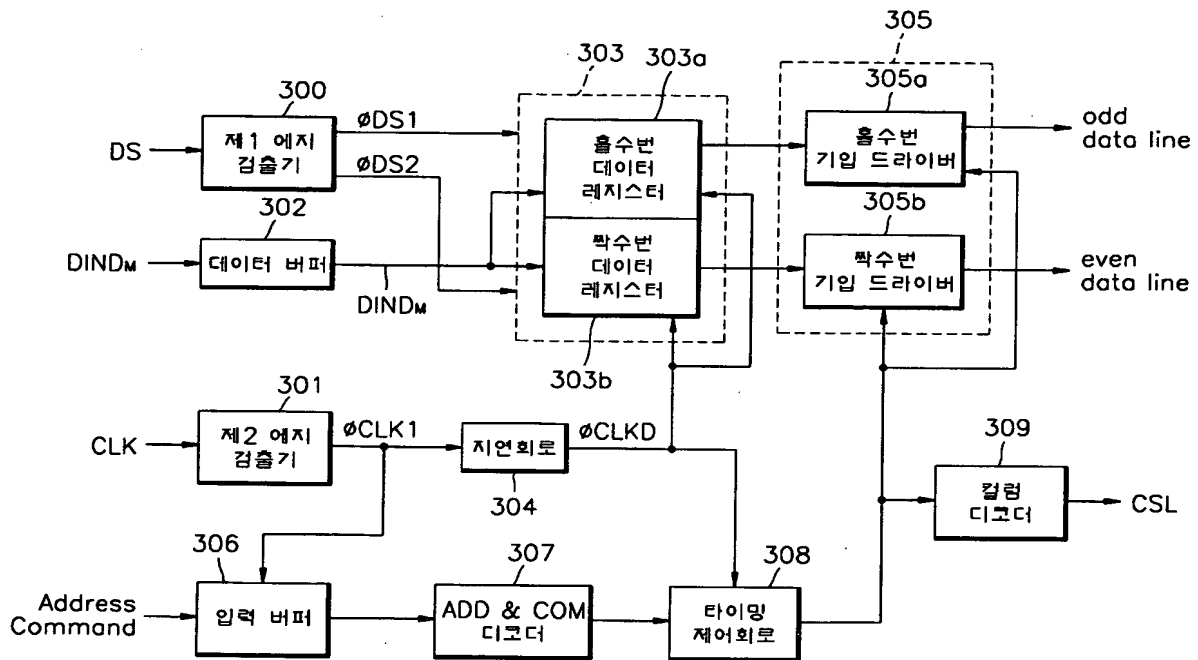 303
303a
305
305a
300
øDS1
홀수번
데이터
레지스터
홀수번
기입 드라이버
odd
data line
DS
제1 에지
검출기
øDS2
302
305b
DINDM
데이터 버퍼
DINDM
짝수번
데이터
레지스터
짝수번
기입 드라이버
even
data line
303b
301
CLK
제2 에지
검출기
øCLK1
지연회로
øCLKD
304
309
컬럼
디코더
CSL
306
307
308
Address
Command
입력 버퍼
ADD & COM
디코더
타이밍
제어회로